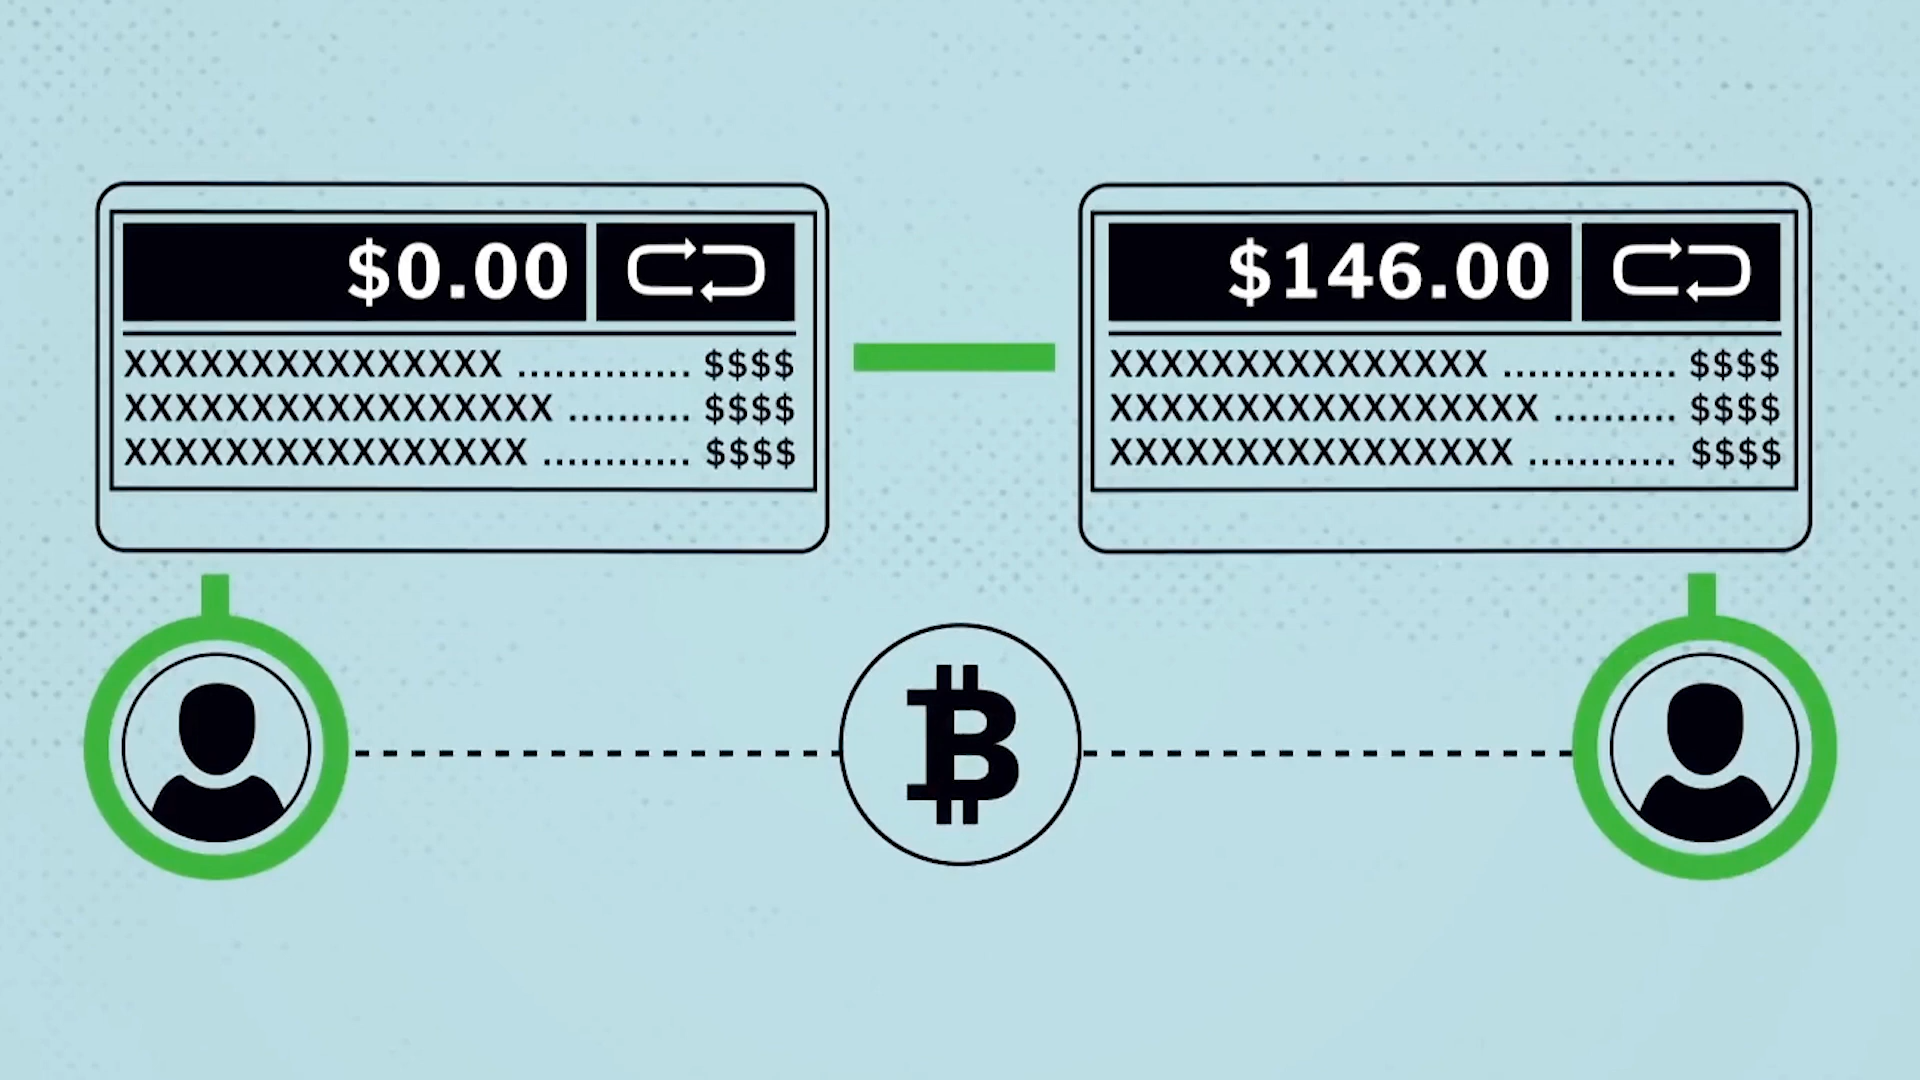 $0.00
XXXXXXXXXXXXXXX .............. $$$$
XXXXXXXXXXXXXXXXX .......... $$$$
XXXXXXXXXXXXXXXX ............ $$$$
$146.00
XXXXXXXXXXXXXXX .............. $$$$
XXXXXXXXXXXXXXXXX .......... $$$$
XXXXXXXXXXXXXXXX ............ $$$$
₿